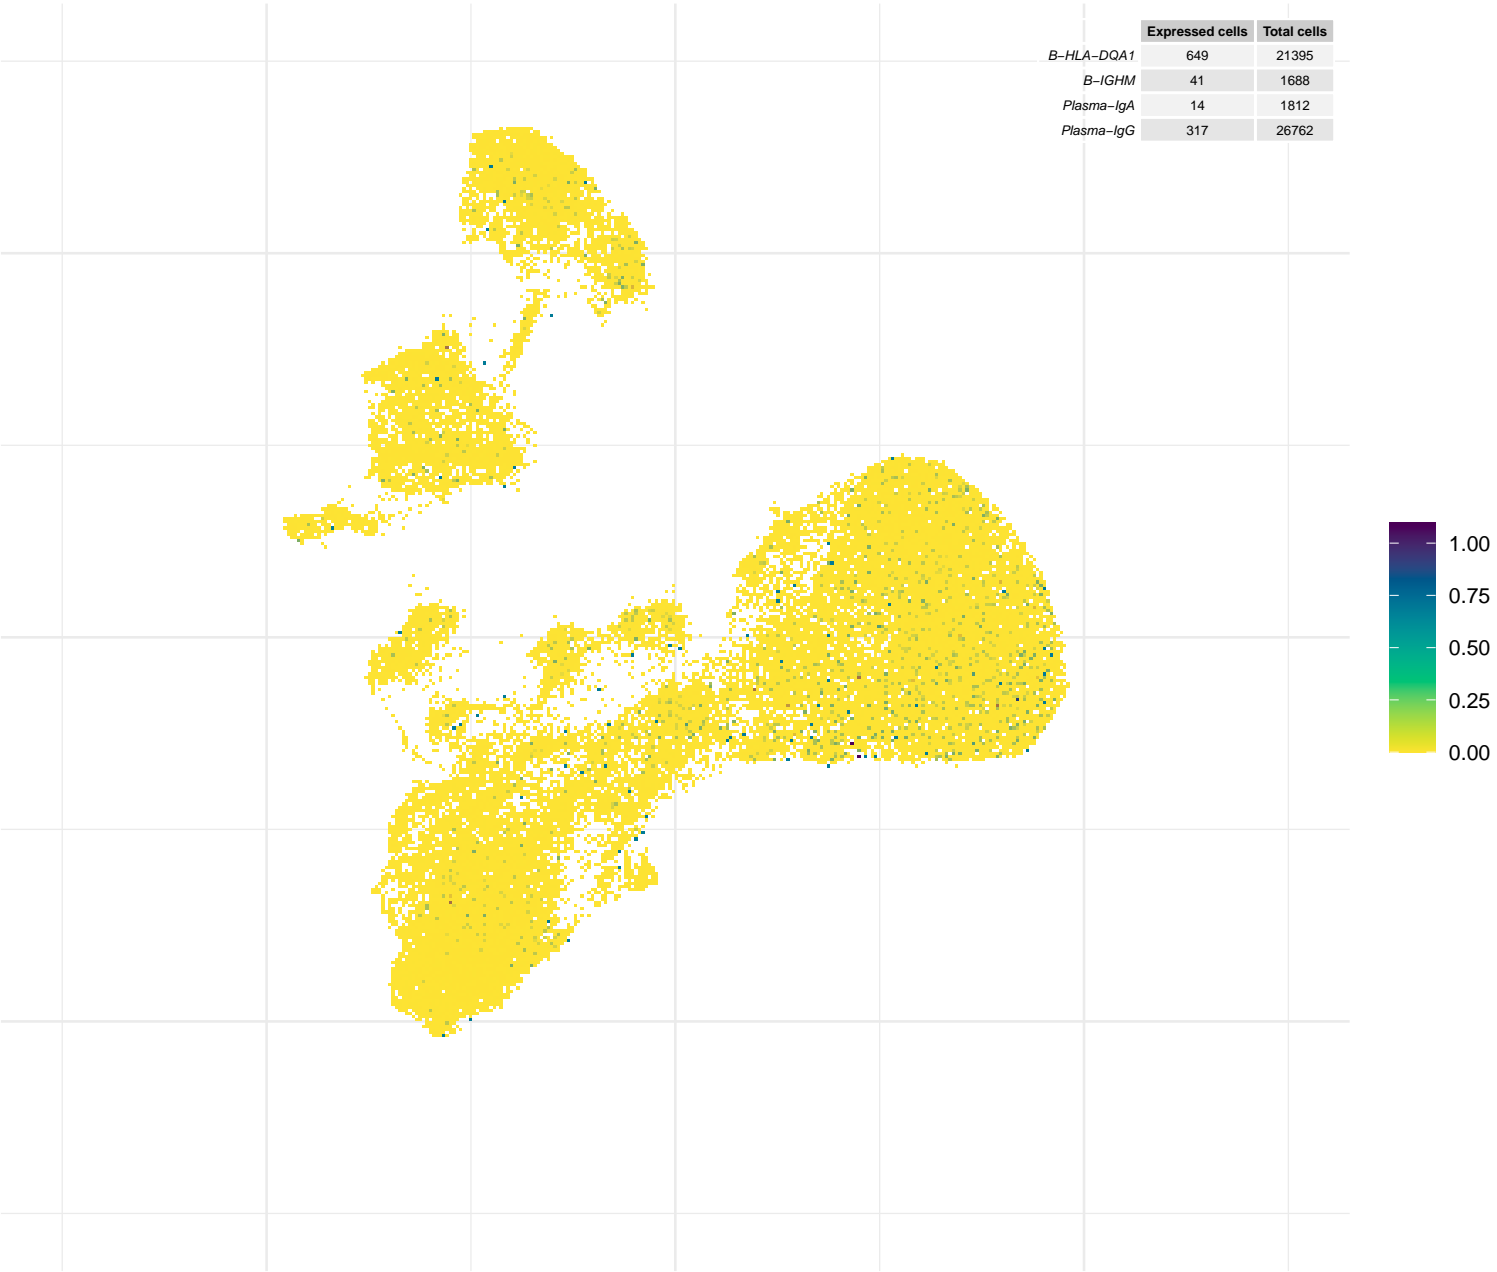 Expressed cells Total cells
B−HLA−DQA1 649 21395
B−IGHM 41 1688
Plasma−IgA 14 1812
Plasma−IgG 317 26762
1.00
0.75
0.50
0.25
0.00